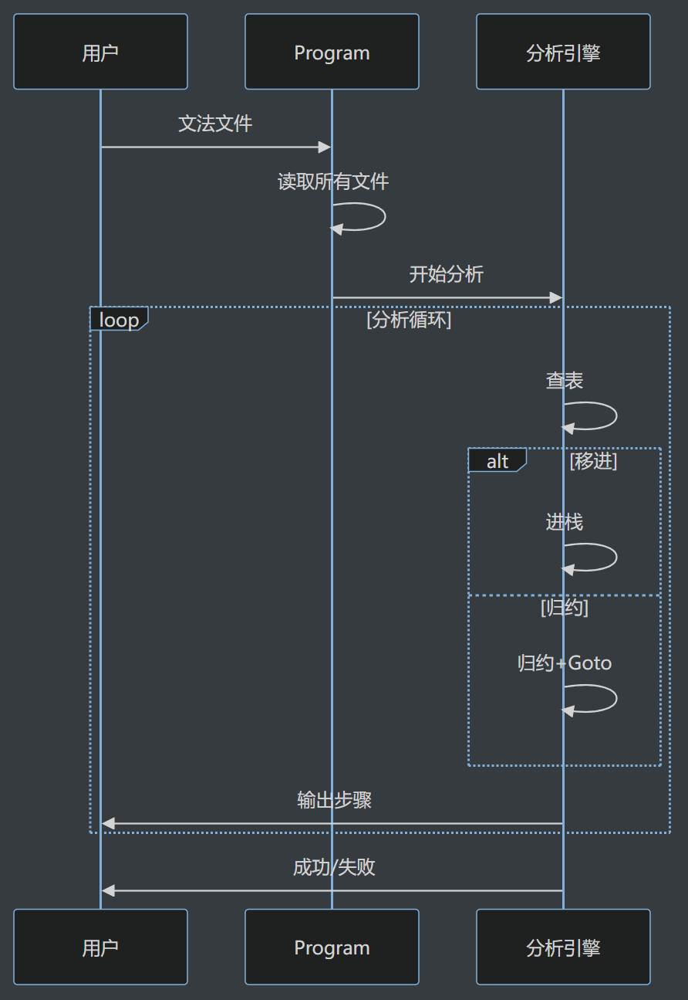 用户
Program
分析引擎
文法文件
读取所有文件
开始分析
loop
[分析循环]
查表
alt
[移进]
进栈
[归约]
归约+Goto
输出步骤
成功/失败
用户
Program
分析引擎